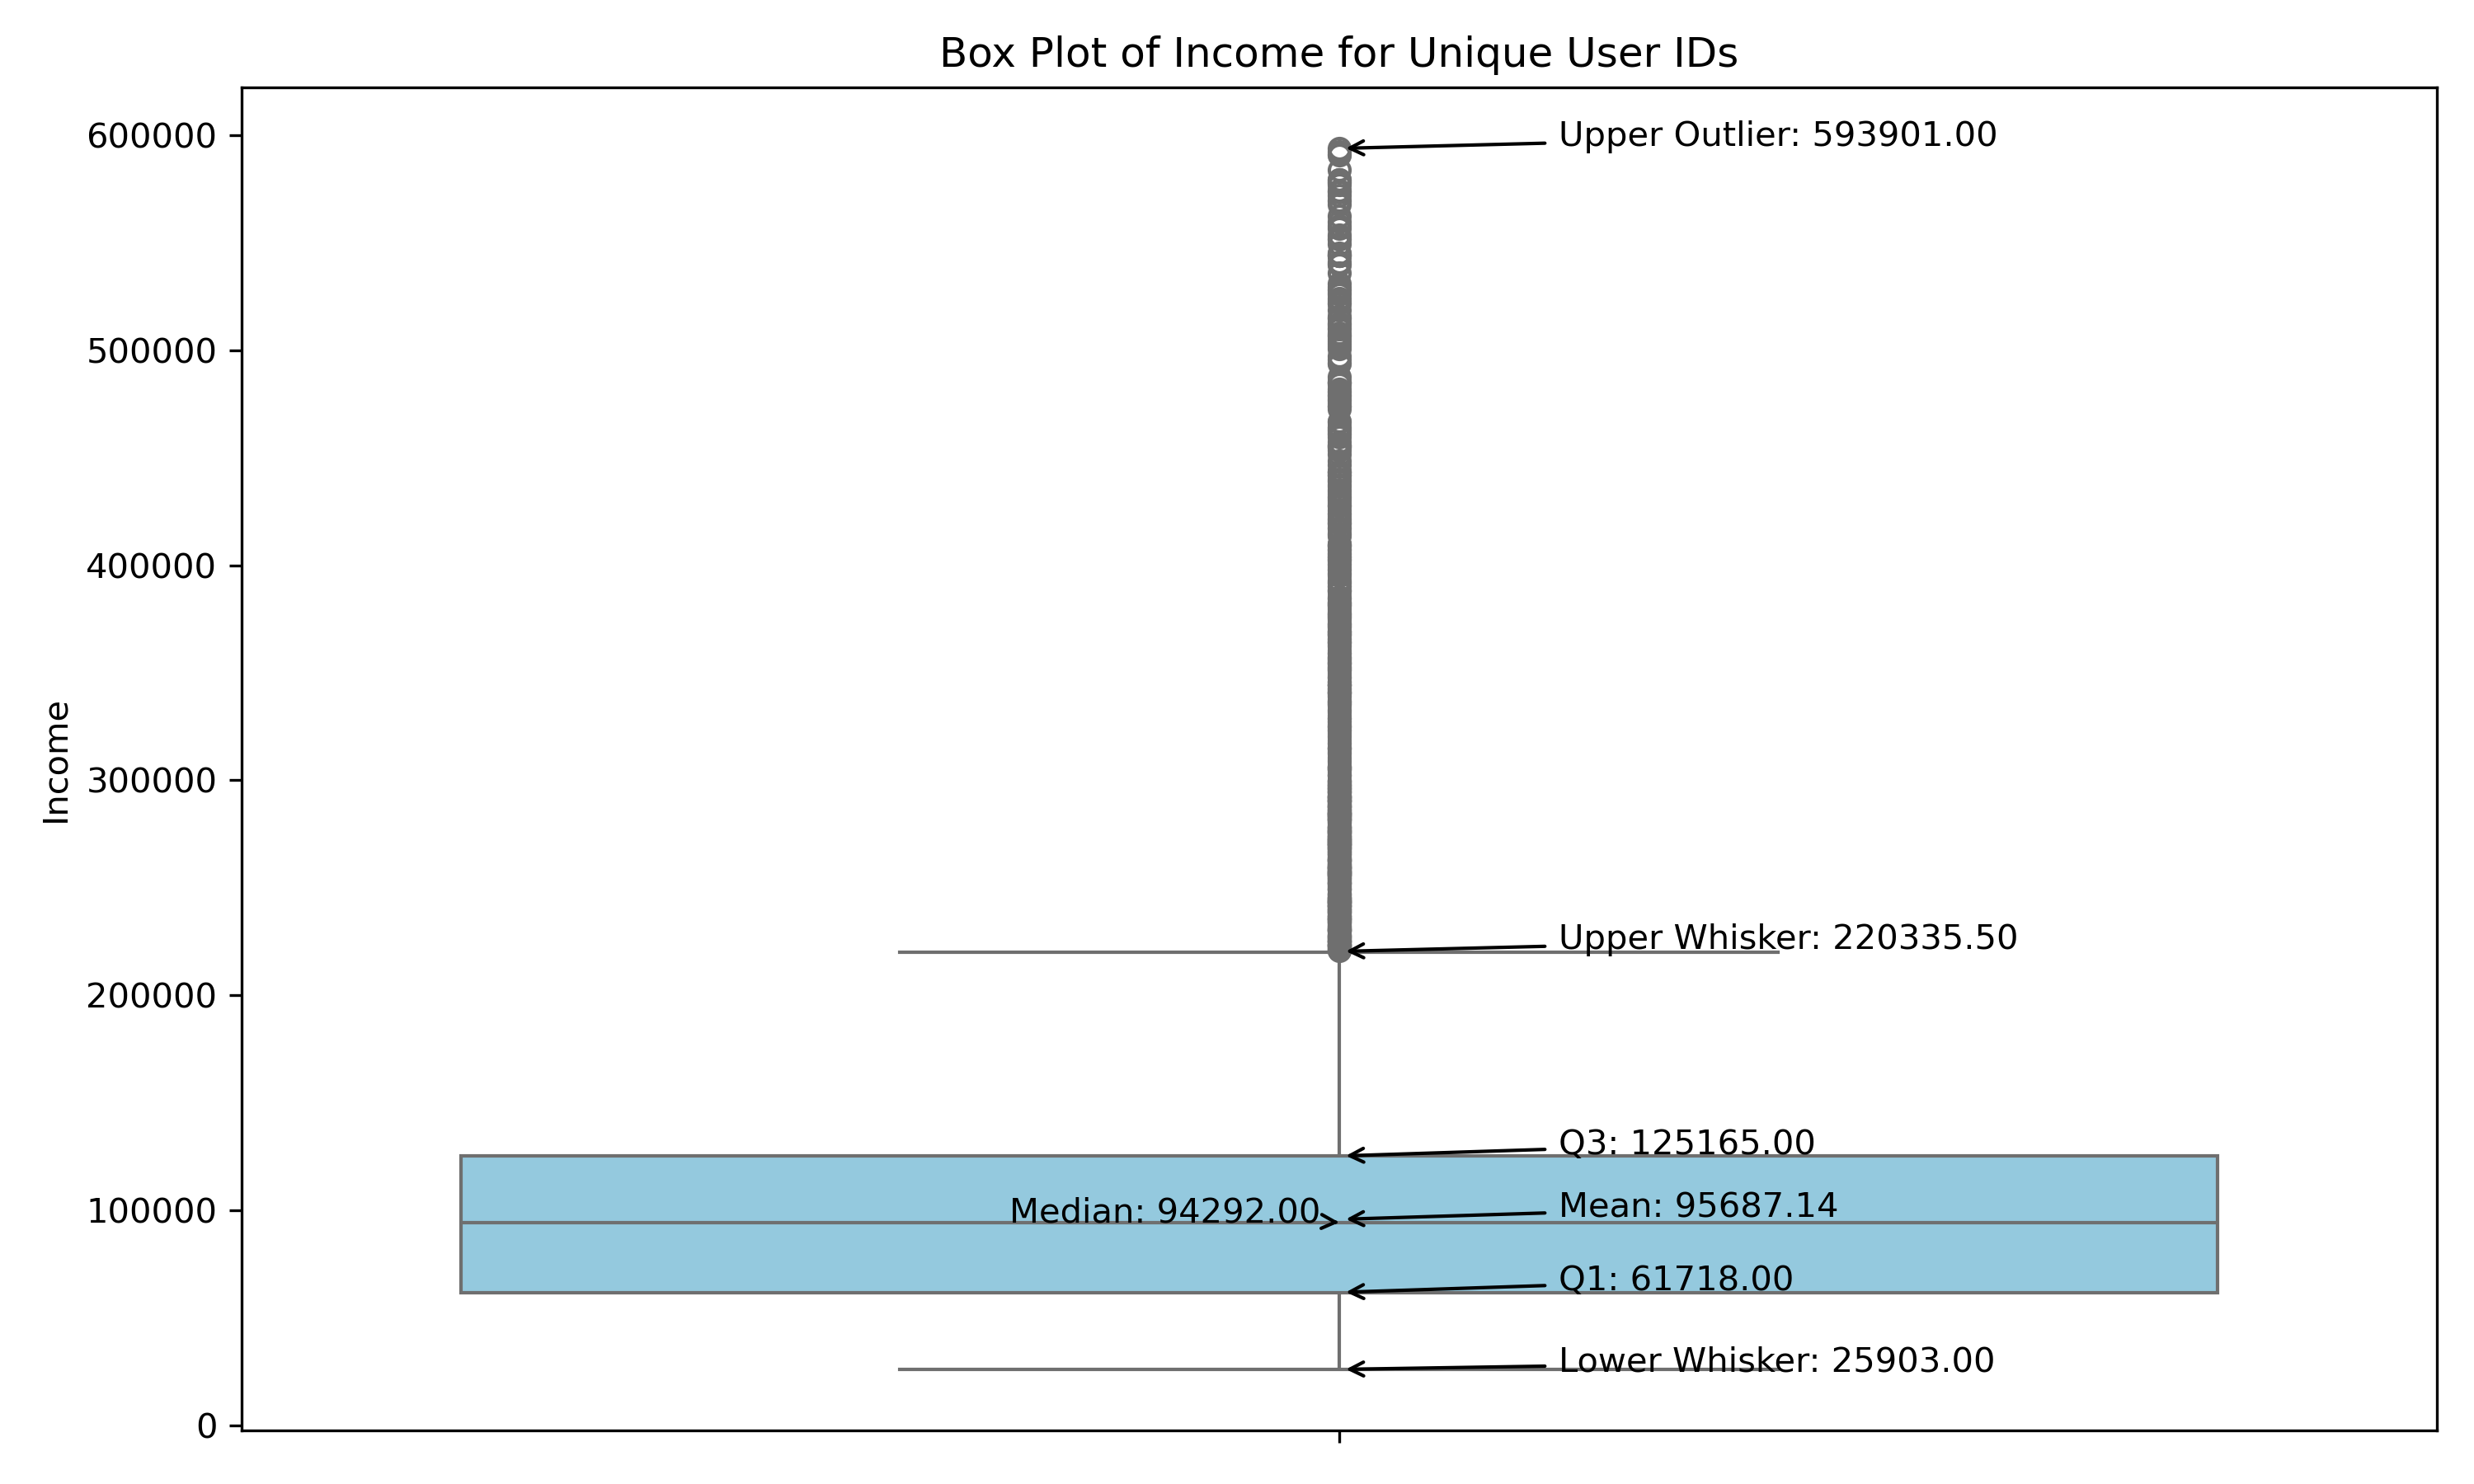 Box Plot of Income for Unique User IDs
600000
Upper Outlier: 593901.00
500000
400000
Income
300000
Upper Whisker: 220335.50
200000
Q3: 125165.00
Median: 94292.00
Mean: 95687.14
100000
Q1: 61718.00
Lower Whisker: 25903.00
0